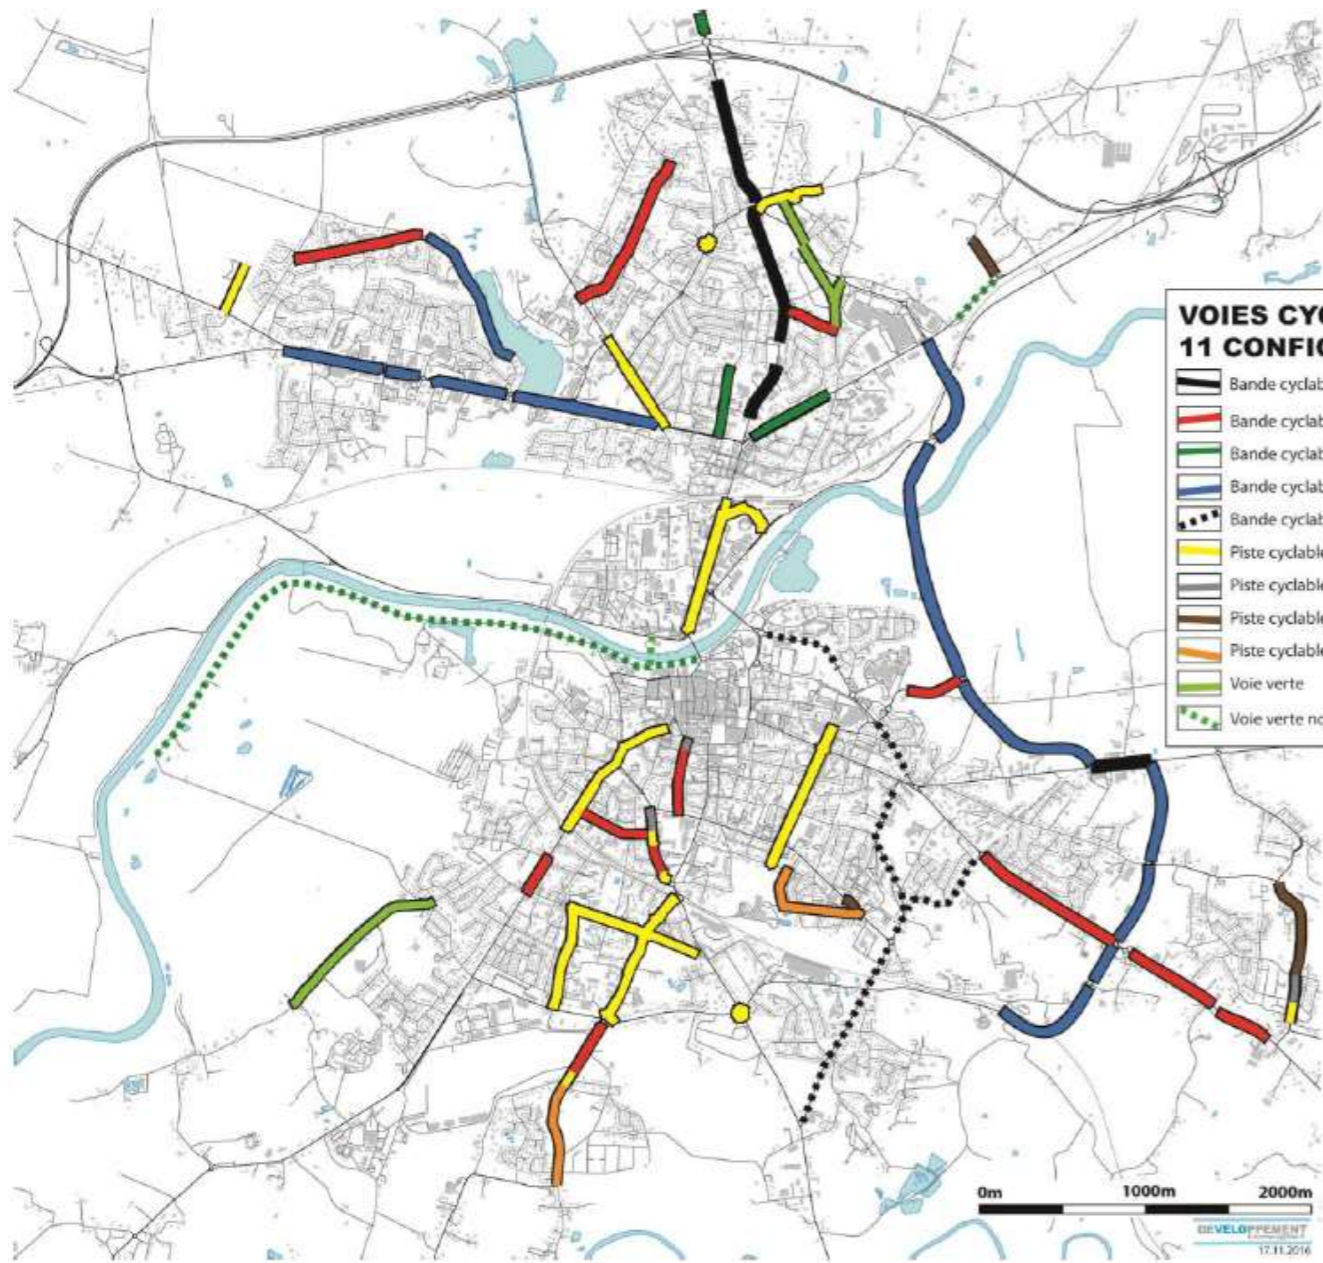 VOIES CYC
11 CONFIG
Bande cyclab
Bande cyclab
Bande cyclab
Bande cyclab
Bande cyclab
Piste cyclable
Piste cyclable
Piste cyclable
Piste cyclable
Voie verte
Voie verte no
0m 1000m 2000m
DEVELOPPEMENT
17.11.2016